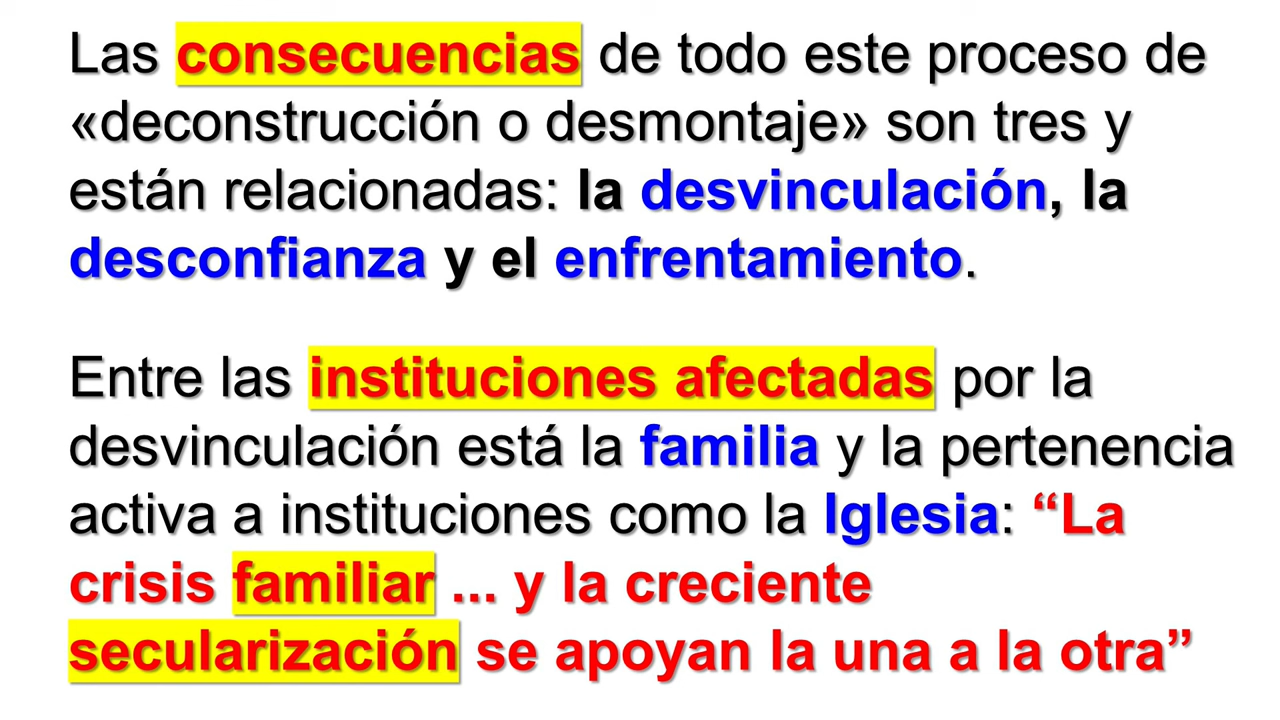 Las consecuencias de todo este proceso de
«deconstrucción o desmontaje» son tres y
están relacionadas: la desvinculación, la
desconfianza y el enfrentamiento.
Entre las instituciones afectadas por la
desvinculación está la familia y la pertenencia
activa a instituciones como la Iglesia: “La
crisis familiar ... y la creciente
secularización se apoyan la una a la otra”